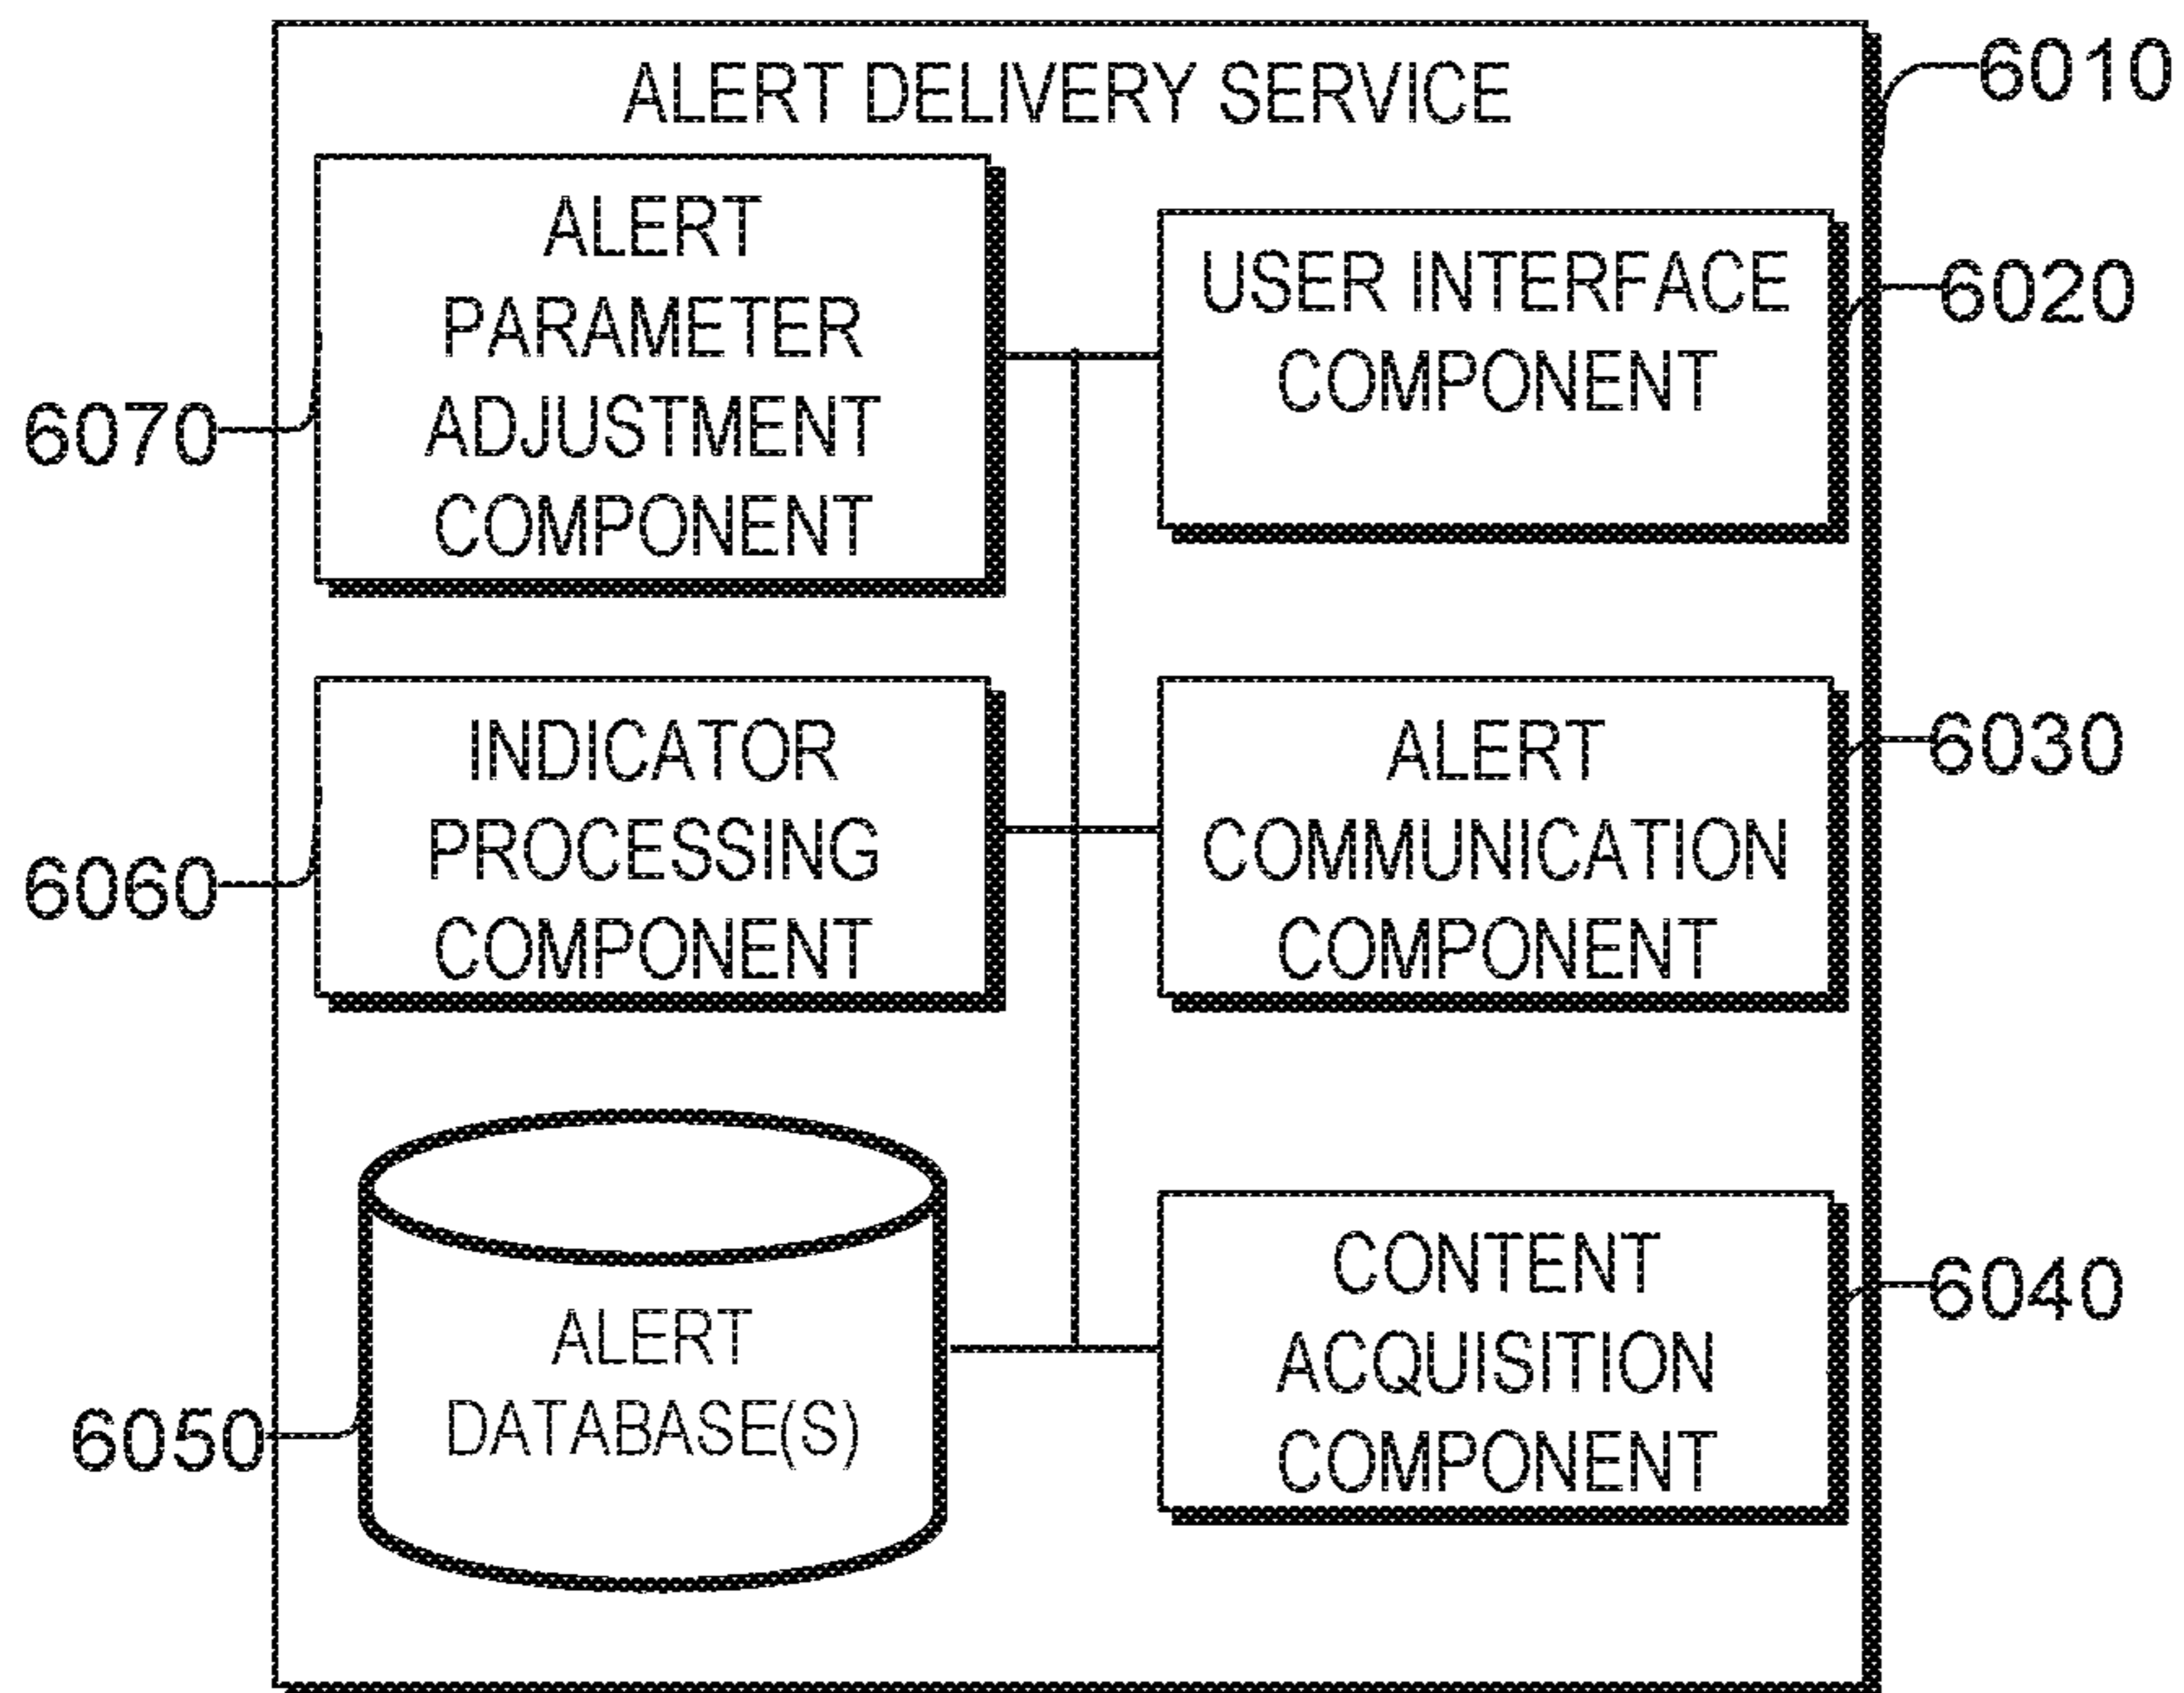 ALERT DELIVERY SERVICE
6010
ALERT
PARAMETER
ADJUSTMENT
COMPONENT
6070
USER INTERFACE
COMPONENT
6020
INDICATOR
PROCESSING
COMPONENT
6060
ALERT
COMMUNICATION
COMPONENT
6030
ALERT
DATABASE(S)
6050
CONTENT
ACQUISITION
COMPONENT
6040